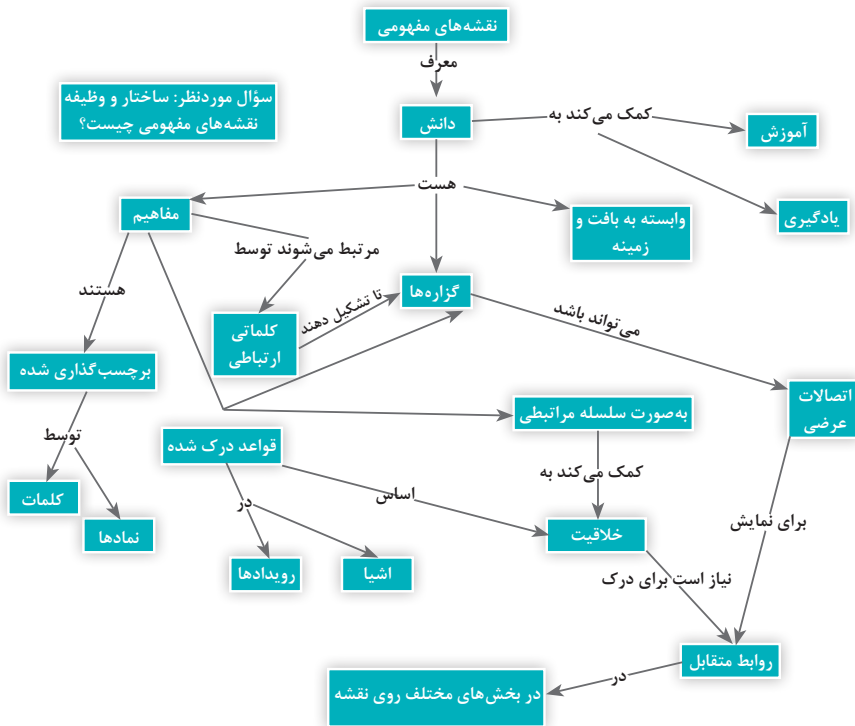 نقشه‌های مفهومی
معرف
سؤال موردنظر: ساختار و وظیفه
نقشه‌های مفهومی چیست؟
دانش
کمک می‌کند به
آموزش
هست
مفاهیم
وابسته به بافت و
زمینه
یادگیری
مرتبط می‌شوند توسط
هستند
گزاره‌ها
تا تشکیل دهند
کلماتی
ارتباطی
می‌تواند باشد
برچسب‌گذاری شده
اتصالات
عرضی
به‌صورت سلسله مراتبطی
توسط
قواعد درک شده
کمک می‌کند به
کلمات
نمادها
در
اساس
خلاقیت
برای نمایش
رویدادها
اشیا
نیاز است برای درک
روابط متقابل
در
در بخش‌های مختلف روی نقشه